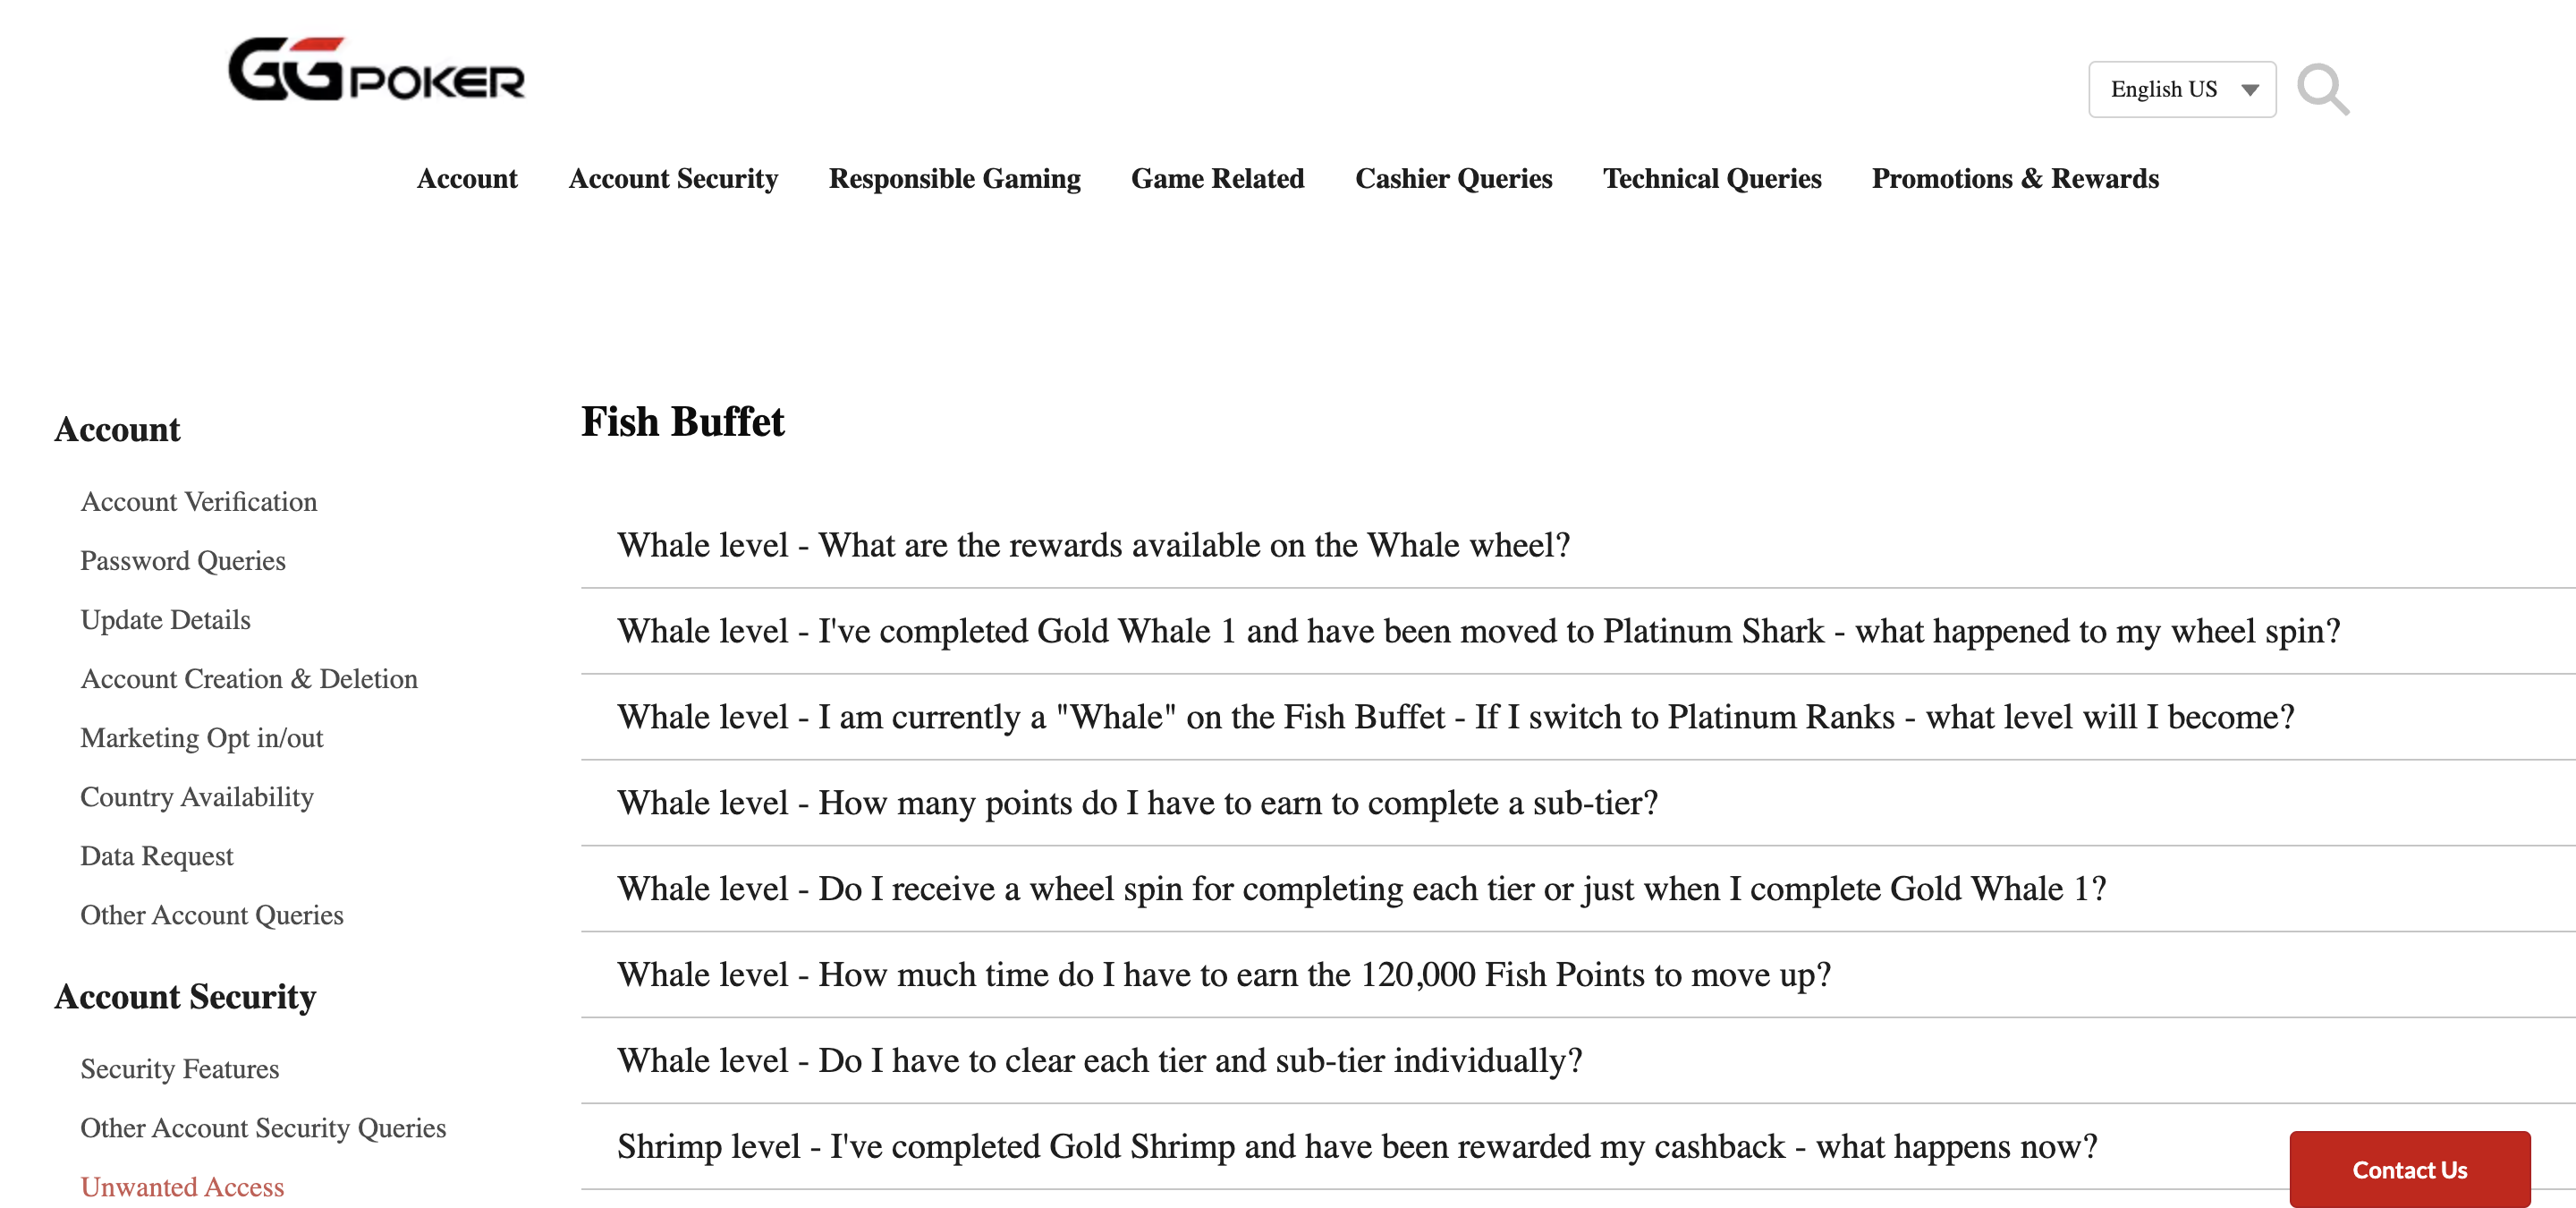 GGPOKER
English US
Account Account Security Responsible Gaming Game Related Cashier Queries Technical Queries Promotions & Rewards
Account
Account Verification
Password Queries
Update Details
Account Creation & Deletion
Marketing Opt in/out
Country Availability
Data Request
Other Account Queries
Account Security
Security Features
Other Account Security Queries
Unwanted Access
Fish Buffet
Whale level - What are the rewards available on the Whale wheel?
Whale level - I've completed Gold Whale 1 and have been moved to Platinum Shark - what happened to my wheel spin?
Whale level - I am currently a "Whale" on the Fish Buffet - If I switch to Platinum Ranks - what level will I become?
Whale level - How many points do I have to earn to complete a sub-tier?
Whale level - Do I receive a wheel spin for completing each tier or just when I complete Gold Whale 1?
Whale level - How much time do I have to earn the 120,000 Fish Points to move up?
Whale level - Do I have to clear each tier and sub-tier individually?
Shrimp level - I've completed Gold Shrimp and have been rewarded my cashback - what happens now?
Contact Us